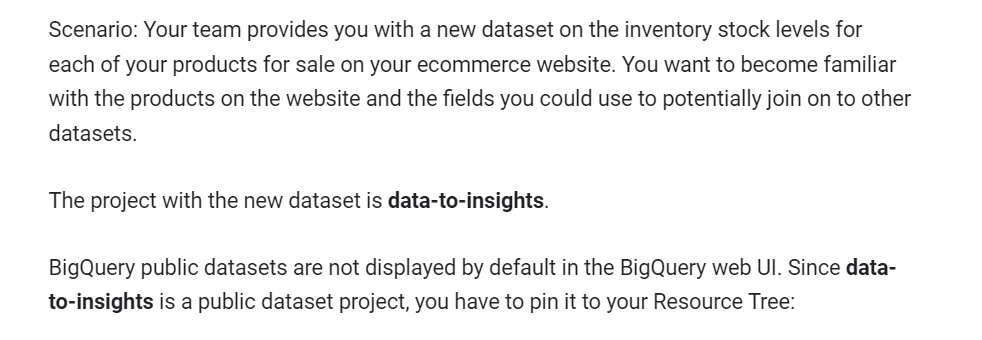 Scenario: Your team provides you with a new dataset on the inventory stock levels for
each of your products for sale on your ecommerce website. You want to become familiar
with the products on the website and the fields you could use to potentially join on to other
datasets.
The project with the new dataset is data-to-insights.
BigQuery public datasets are not displayed by default in the BigQuery web UI. Since data-
to-insights is a public dataset project, you have to pin it to your Resource Tree: